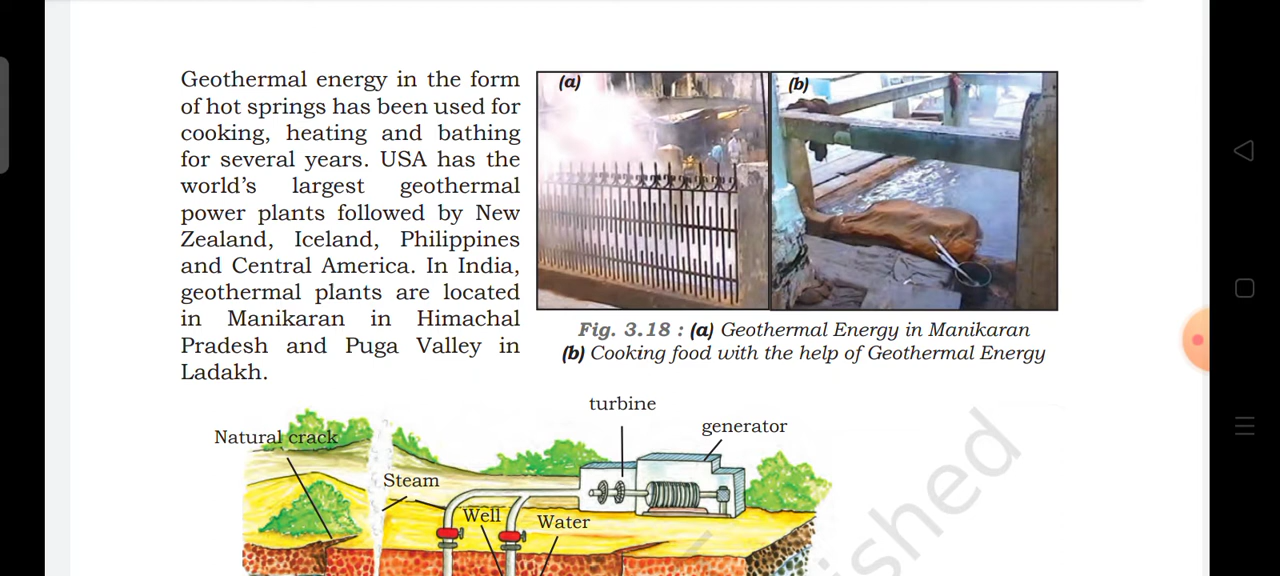 Geothermal energy in the form
of hot springs has been used for
cooking, heating and bathing
for several years. USA has the
world's largest geothermal
power plants followed by New
Zealand, Iceland, Philippines
and Central America. In India,
geothermal plants are located
in Manikaran in Himachal
Pradesh and Puga Valley in
Ladakh.
(a)
(b)
Fig. 3.18 : (a) Geothermal Energy in Manikaran
(b) Cooking food with the help of Geothermal Energy
turbine
generator
Natural crack
Steam
Well
Water
shed